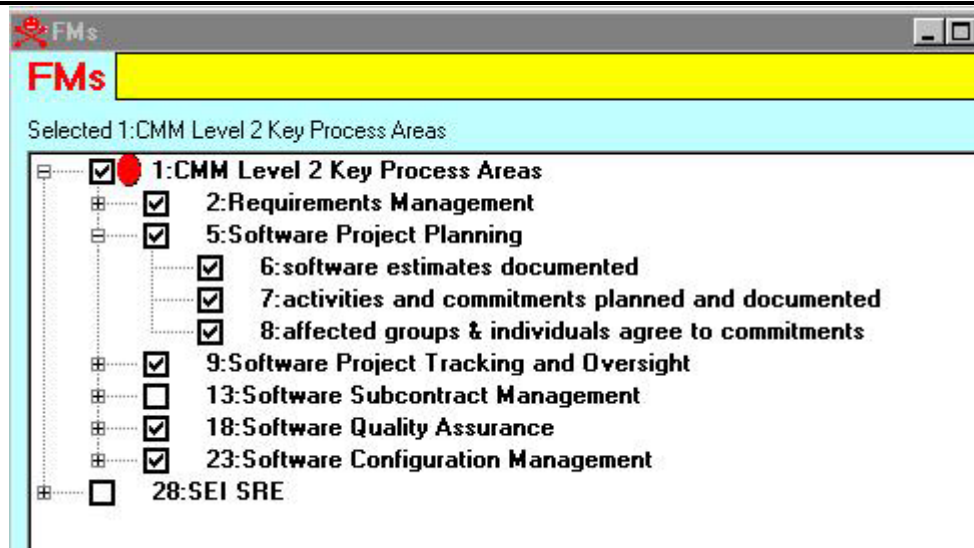 FMs
FMs
Selected 1:CMM Level 2 Key Process Areas
1:CMM Level 2 Key Process Areas
2:Requirements Management
5:Software Project Planning
6:software estimates documented
7:activities and commitments planned and documented
8:affected groups & individuals agree to commitments
9:Software Project Tracking and Oversight
13:Software Subcontract Management
18:Software Quality Assurance
23:Software Configuration Management
28:SEI SRE